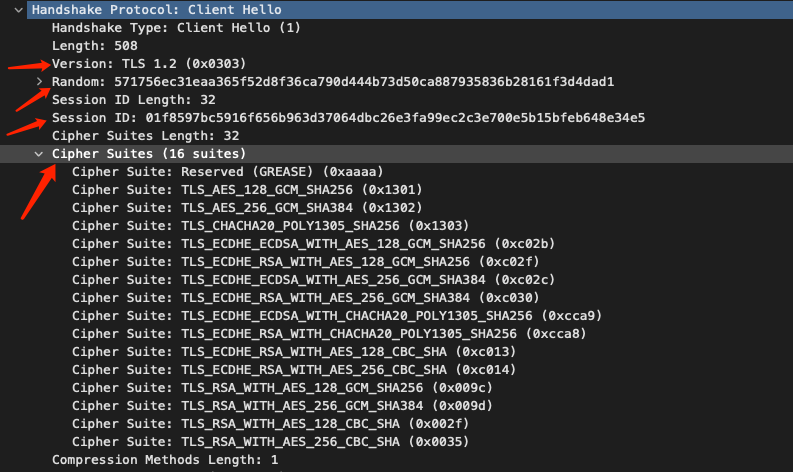 Handshake Protocol: Client Hello
Handshake Type: Client Hello (1)
Length: 508
Version: TLS 1.2 (0x0303)
Random: 571756ec31eaa365f52d8f36ca790d444b73d50ca887935836b28161f3d4dad1
Session ID Length: 32
Session ID: 01f8597bc5916f656b963d37064dbc26e3fa99ec2c3e700e5b15bfeb648e34e5
Cipher Suites Length: 32
Cipher Suites (16 suites)
Cipher Suite: Reserved (GREASE) (0xaaaa)
Cipher Suite: TLS_AES_128_GCM_SHA256 (0x1301)
Cipher Suite: TLS_AES_256_GCM_SHA384 (0x1302)
Cipher Suite: TLS_CHACHA20_POLY1305_SHA256 (0x1303)
Cipher Suite: TLS_ECDHE_ECDSA_WITH_AES_128_GCM_SHA256 (0xc02b)
Cipher Suite: TLS_ECDHE_RSA_WITH_AES_128_GCM_SHA256 (0xc02f)
Cipher Suite: TLS_ECDHE_ECDSA_WITH_AES_256_GCM_SHA384 (0xc02c)
Cipher Suite: TLS_ECDHE_RSA_WITH_AES_256_GCM_SHA384 (0xc030)
Cipher Suite: TLS_ECDHE_ECDSA_WITH_CHACHA20_POLY1305_SHA256 (0xcca9)
Cipher Suite: TLS_ECDHE_RSA_WITH_CHACHA20_POLY1305_SHA256 (0xcca8)
Cipher Suite: TLS_ECDHE_RSA_WITH_AES_128_CBC_SHA (0xc013)
Cipher Suite: TLS_ECDHE_RSA_WITH_AES_256_CBC_SHA (0xc014)
Cipher Suite: TLS_RSA_WITH_AES_128_GCM_SHA256 (0x009c)
Cipher Suite: TLS_RSA_WITH_AES_256_GCM_SHA384 (0x009d)
Cipher Suite: TLS_RSA_WITH_AES_128_CBC_SHA (0x002f)
Cipher Suite: TLS_RSA_WITH_AES_256_CBC_SHA (0x0035)
Compression Methods Length: 1